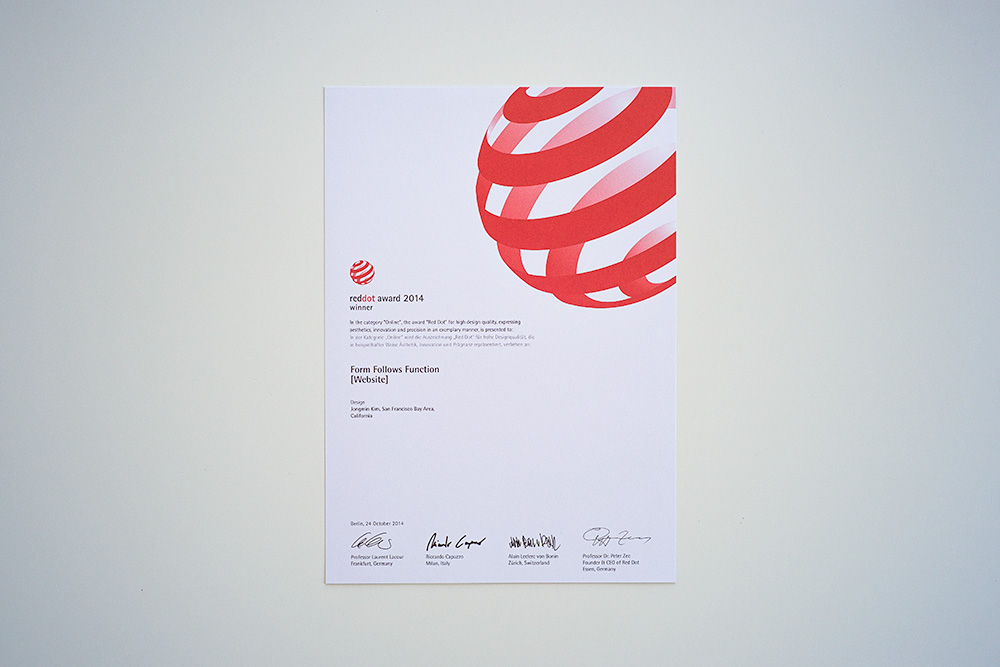 reddot award 2014
winner
In the category "Online", the award "Red Dot" for high design quality, expressing
aesthetics, innovation and precision in an exemplary manner, is presented to:
In der Kategorie „Online“ wird die Auszeichnung „Red Dot“ für hohe Designqualität, die
in beispielhafter Weise Ästhetik, Innovation und Prägnanz repräsentiert, verliehen an:
Form Follows Function
[Website]
Design
Jongmin Kim, San Francisco Bay Area,
California
Berlin, 24 October 2014
Professor Laurent Lacour
Frankfurt, Germany
Riccardo Capuzzo
Milan, Italy
Alain Leclerc von Bonin
Zürich, Switzerland
Professor Dr. Peter Zec
Founder & CEO of Red Dot
Essen, Germany